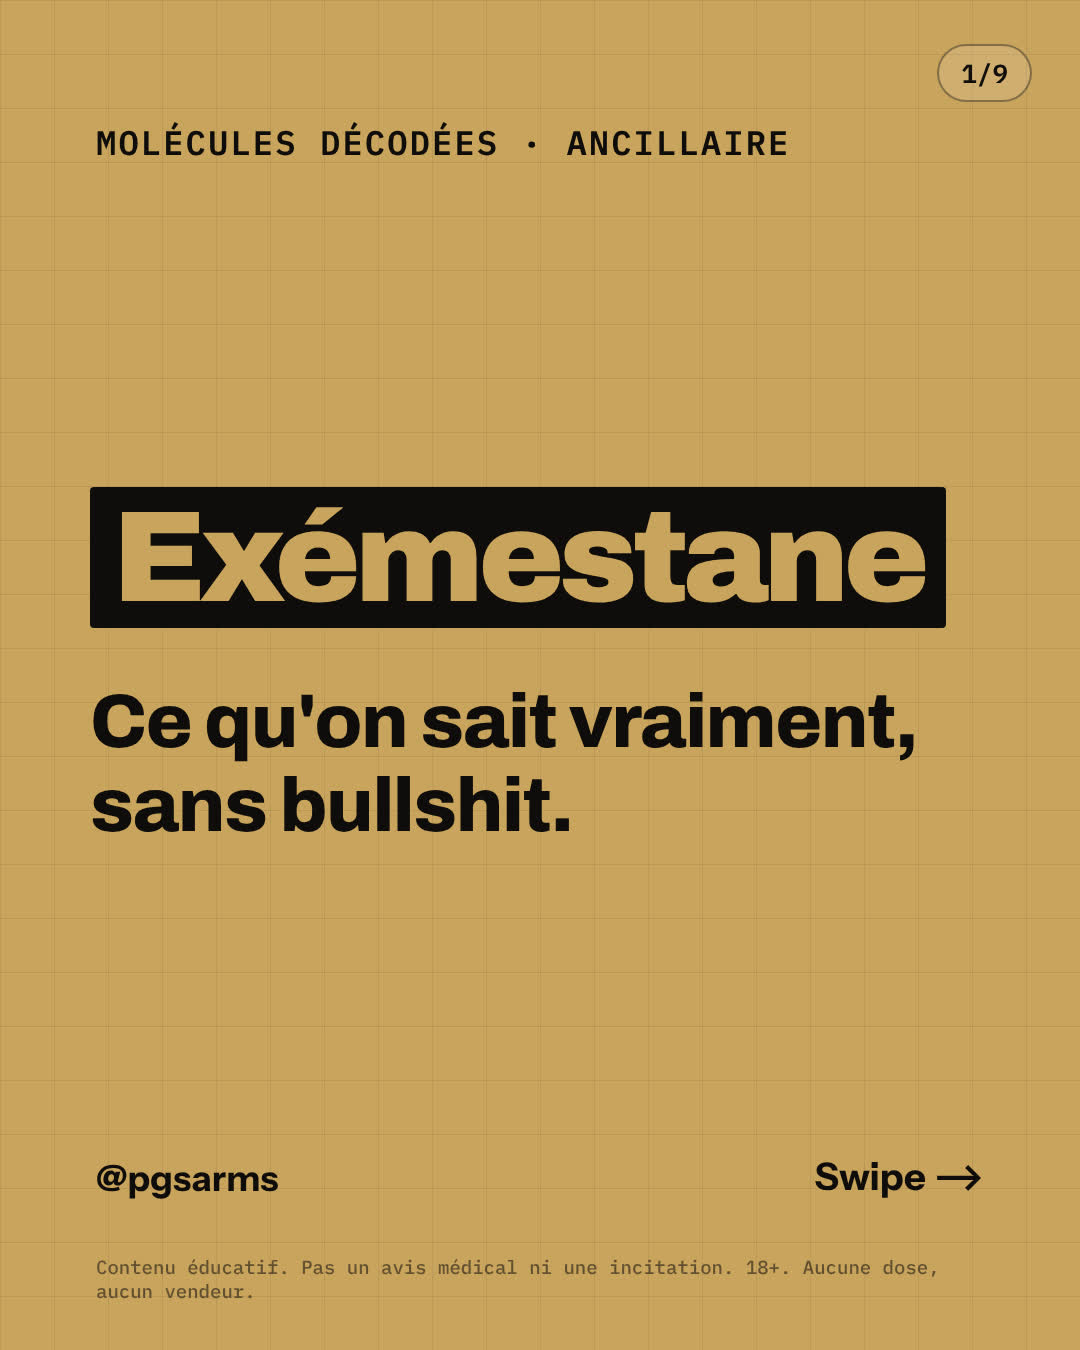 1/9
MOLÉCULES DÉCODÉES · ANCILLAIRE
Exémestane
Ce qu'on sait vraiment,
sans bullshit.
@pgsarms
Swipe →
Contenu éducatif. Pas un avis médical ni une incitation. 18+. Aucune dose,
aucun vendeur.